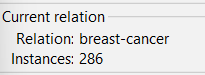 Current relation
Relation: breast-cancer
Instances: 286